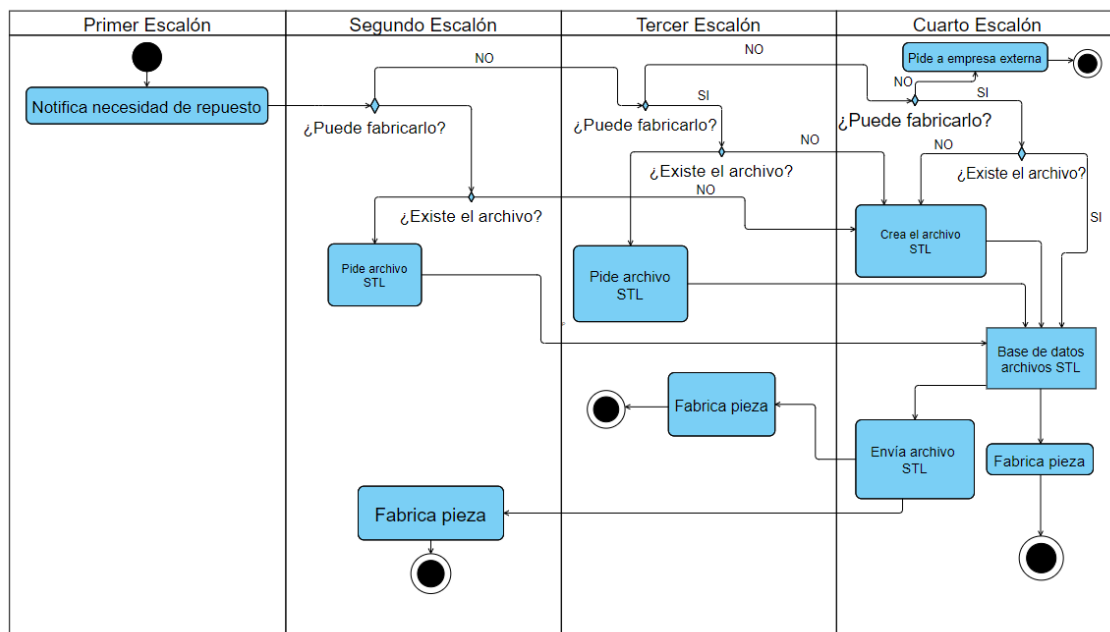 Primer Escalón
Segundo Escalón
Tercer Escalón
Cuarto Escalón
Notifica necesidad de repuesto
NO
¿Puede fabricarlo?
¿Existe el archivo?
NO
Pide archivo
STL
NO
SI
¿Puede fabricarlo?
¿Existe el archivo?
NO
Pide archivo
STL
Pide a empresa externa
NO
SI
¿Puede fabricarlo?
NO
¿Existe el archivo?
SI
Crea el archivo
STL
Base de datos
archivos STL
Fabrica pieza
Envía archivo
STL
Fabrica pieza
Fabrica pieza